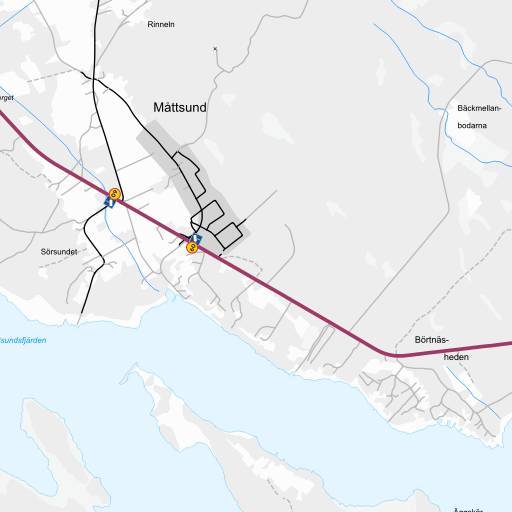 Rinneln
Måttsund
Bäckmellan-
bodarna
Sörsundet
Börtnäs-
heden